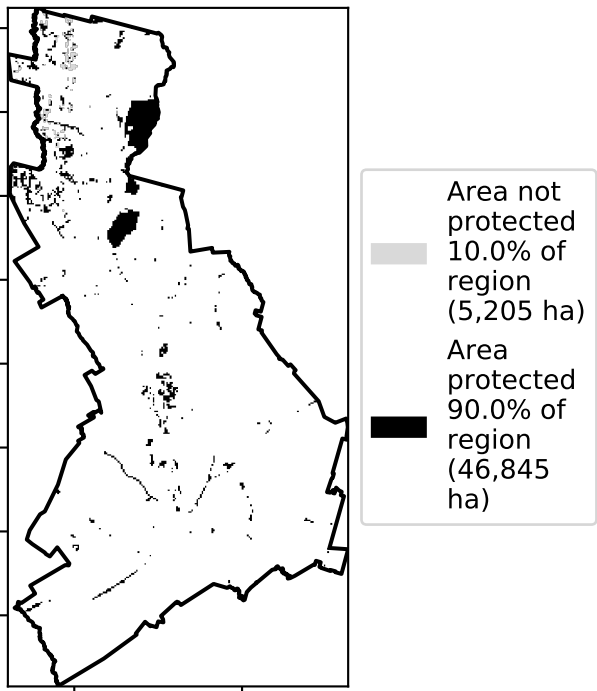 Area not
protected
10.0% of
region
(5,205 ha)
Area
protected
90.0% of
region
(46,845
ha)